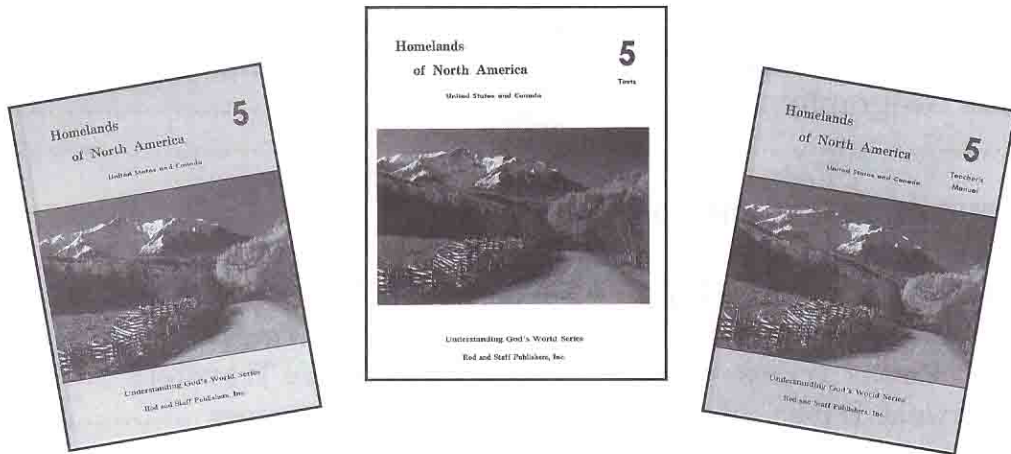 Homelands
of North America
5
United States and Canada
Understanding God's World Series
Rod and Staff Publishers, Inc.
Homelands
of North America
5
Tests
United States and Canada
Understanding God's World Series
Rod and Staff Publishers, Inc.
Homelands
of North America
5
Teacher's
Manual
United States and Canada
Understanding God's World Series
Rod and Staff Publishers, Inc.